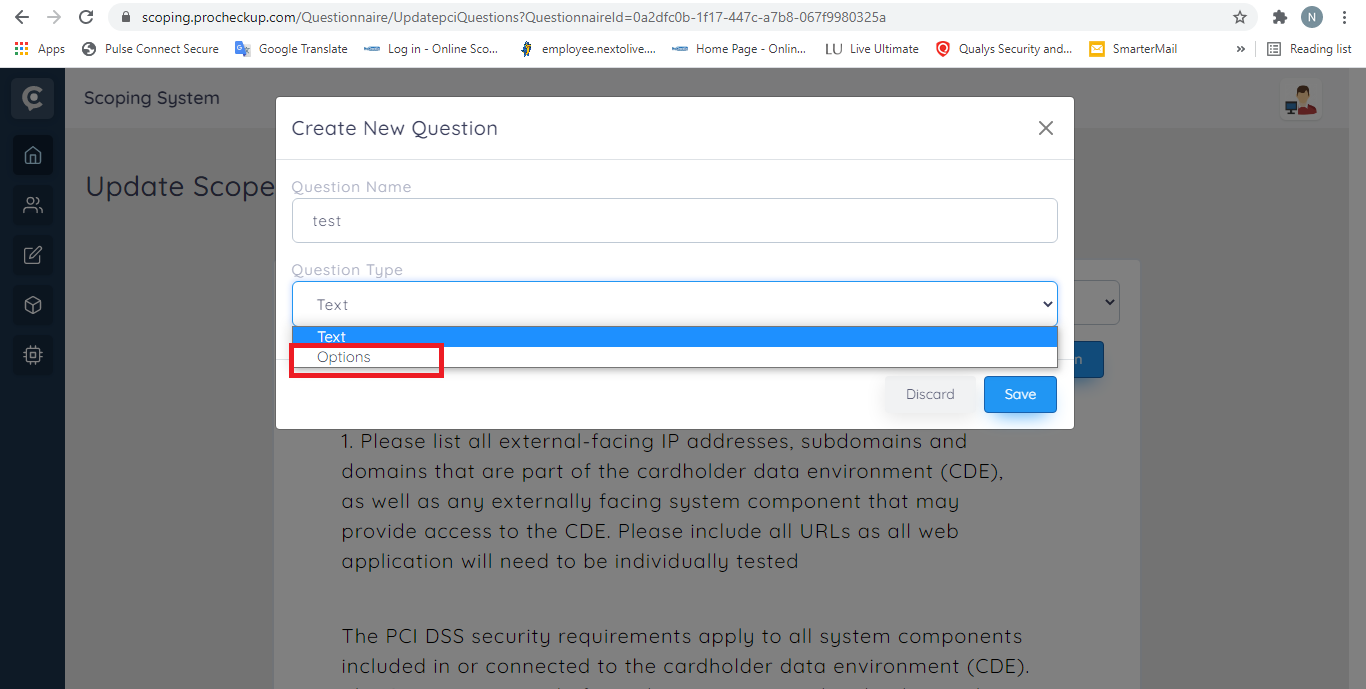 scoping.procheckup.com/Questionnaire/UpdatepciQuestions?QuestionnaireId=0a2dfc0b-1f17-447c-a7b8-067f9980325a
N
Apps Pulse Connect Secure Google Translate Log in - Online Sco... employee.nextolive.... Home Page - Onlin... LU Live Ultimate Qualys Security and... SmarterMail » Reading list
Scoping System
Create New Question
Update Scope
Question Name
test
Question Type
Text
Text
Options
n
Discard Save
1. Please list all external-facing IP addresses, subdomains and
domains that are part of the cardholder data environment (CDE),
as well as any externally facing system component that may
provide access to the CDE. Please include all URLs as all web
application will need to be individually tested
The PCI DSS security requirements apply to all system components
included in or connected to the cardholder data environment (CDE).